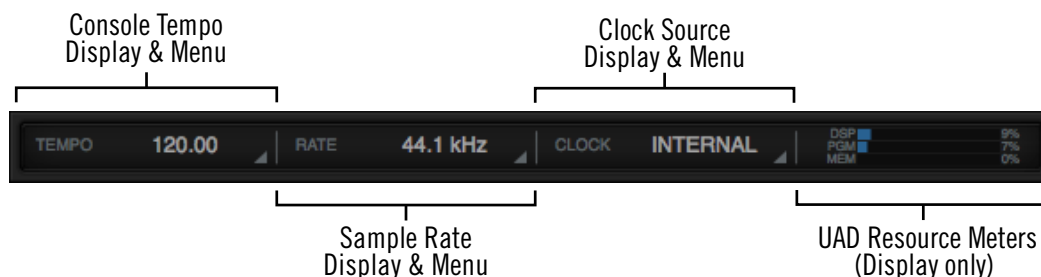 Console Tempo
Display & Menu
Clock Source
Display & Menu
TEMPO 120.00 RATE 44.1 kHz CLOCK INTERNAL
DSP 9%
PGM 7%
MEM 0%
Sample Rate
Display & Menu
UAD Resource Meters
(Display only)